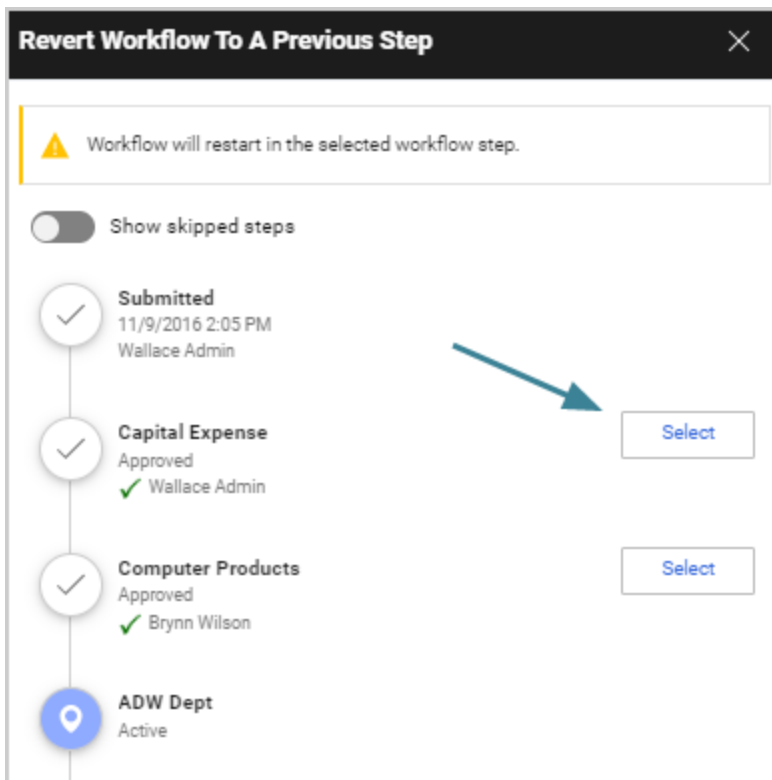 Revert Workflow To A Previous Step
Workflow will restart in the selected workflow step.
Show skipped steps
Submitted
11/9/2016 2:05 PM
Wallace Admin
Capital Expense
Select
Approved
Wallace Admin
Computer Products
Select
Approved
Brynn Wilson
ADW Dept
Active